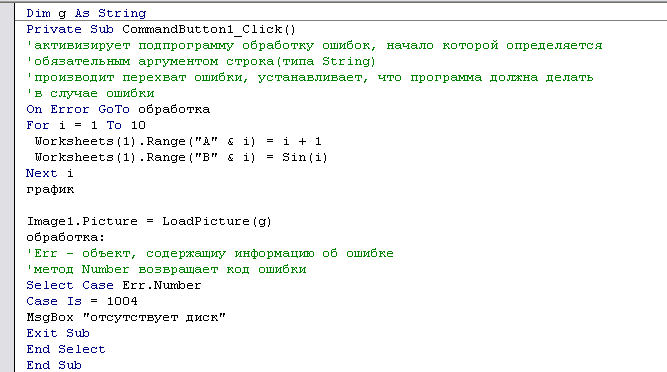 Dim g As String
Private Sub CommandButton1_Click()
'активизирует подпрограмму обработку ошибок, начало которой определяется
'обязательным аргументом строка(типа String)
'производит перехват ошибки, устанавливает, что программа должна делать
'в случае ошибки
On Error GoTo обработка
For i = 1 To 10
Worksheets(1).Range("A" & i) = i + 1
Worksheets(1).Range("B" & i) = Sin(i)
Next i
график
Image1.Picture = LoadPicture(g)
обработка:
'Err - объект, содержащиу информацию об ошибке
'метод Number возвращает код ошибки
Select Case Err.Number
Case Is = 1004
MsgBox "отсутствует диск"
Exit Sub
End Select
End Sub